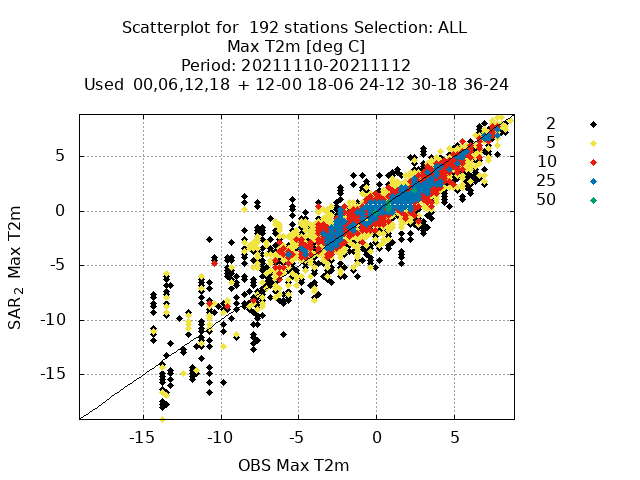 Scatterplot for  192 stations Selection: ALL
Max T2m [deg C]
Period: 20211110-20211112
Used  00,06,12,18  + 12-00 18-06 24-12 30-18 36-24
2
5
10
25
50
5
0
-5
-10
-15
SAR₂ Max T2m
-15 -10 -5 0 5
OBS Max T2m